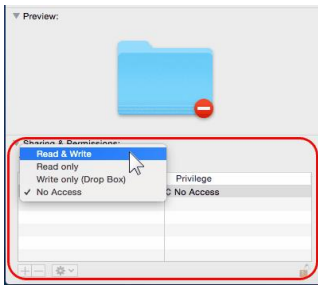 Preview:
Sharing & Permissions:
Read & Write
Read only
Write only (Drop Box)
✓ No Access
Privilege
No Access